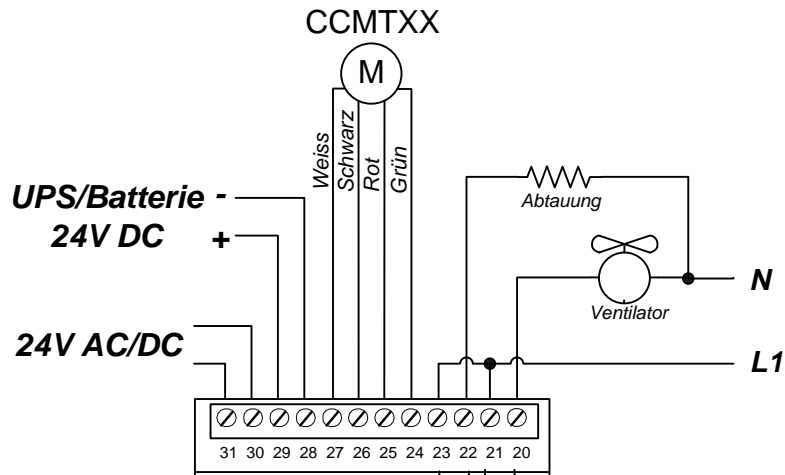 CCMTXX
M
Weiss
Schwarz
Rot
Grün
Abtauung
UPS/Batterie -
24V DC +
N
Ventilator
24V AC/DC
L1
31 30 29 28 27 26 25 24 23 22 21 20